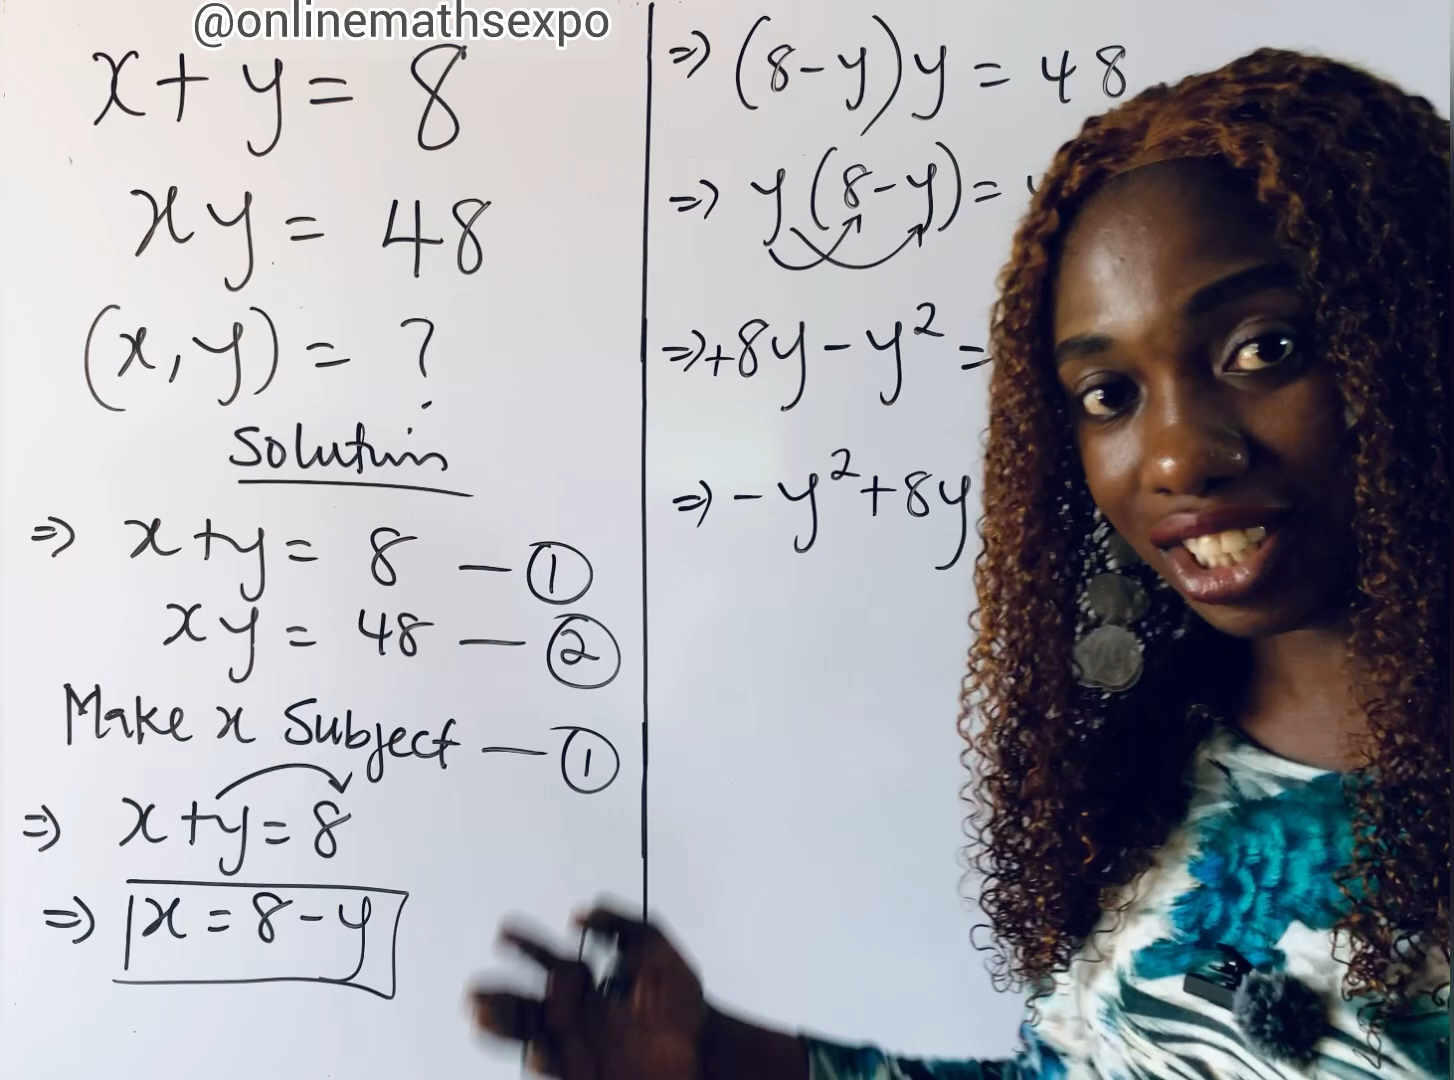 @onlinemathsexpo
x + y = 8
xy = 48
(x, y) = ?
Solution
=> x + y = 8 — ①
xy = 48 — ②
Make x Subject — ①
=> x + y = 8
=> x = 8 - y
=> (8 - y) y = 48
=> y (8 - y) =
=> +8y - y² =
=> - y² + 8y